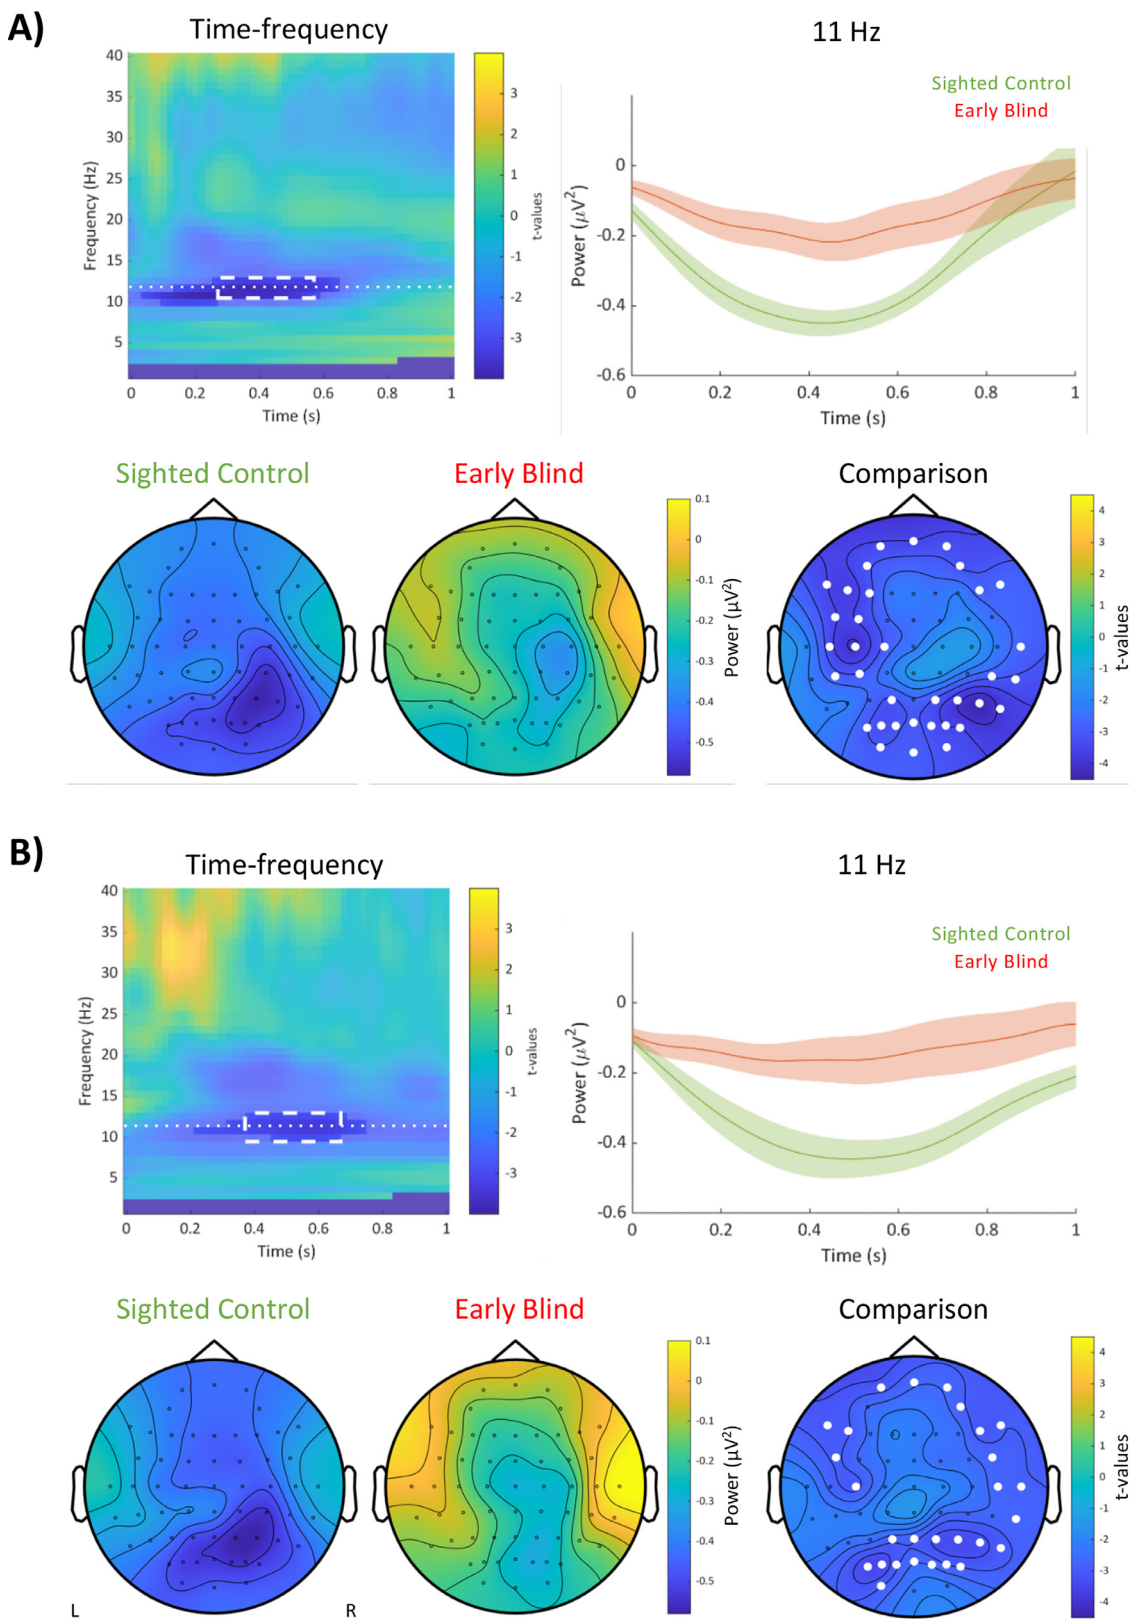 A)
Time-frequency
11 Hz
Sighted Control
Early Blind
40
35
30
25
20
15
10
5
Frequency (Hz)
0 0.2 0.4 0.6 0.8 1
Time (s)
3
2
1
0
-1
-2
-3
t-values
0
-0.2
-0.4
-0.6
Power (μV²)
0 0.2 0.4 0.6 0.8 1
Time (s)
Sighted Control
Early Blind
Comparison
0.1
0
-0.1
-0.2
-0.3
-0.4
-0.5
Power (μV²)
4
3
2
1
0
-1
-2
-3
-4
t-values
B)
Time-frequency
11 Hz
Sighted Control
Early Blind
40
35
30
25
20
15
10
5
Frequency (Hz)
0 0.2 0.4 0.6 0.8 1
Time (s)
3
2
1
0
-1
-2
-3
t-values
0
-0.2
-0.4
-0.6
Power (μV²)
0 0.2 0.4 0.6 0.8 1
Time (s)
Sighted Control
Early Blind
Comparison
0.1
0
-0.1
-0.2
-0.3
-0.4
-0.5
Power (μV²)
4
3
2
1
0
-1
-2
-3
-4
t-values
L R